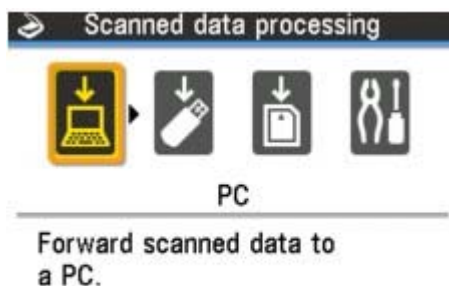 Scanned data processing
PC
Forward scanned data to
a PC.